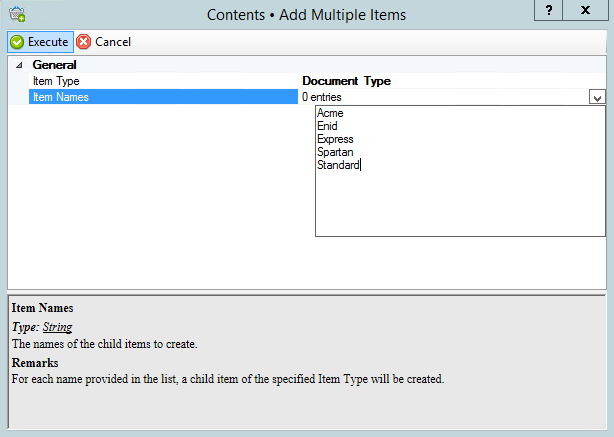 Contents • Add Multiple Items
? x
Execute Cancel
General
Item Type Document Type
Item Names 0 entries
Acme
Enid
Express
Spartan
Standard
Item Names
Type: String
The names of the child items to create.
Remarks
For each name provided in the list, a child item of the specified Item Type will be created.